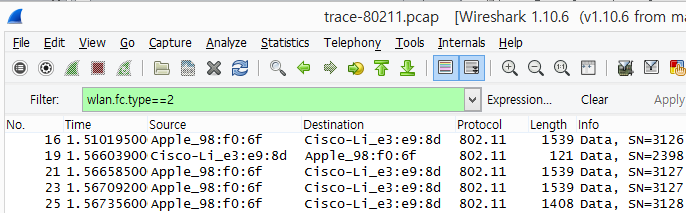 trace-80211.pcap [Wireshark 1.10.6 (v1.10.6 from ma
File Edit View Go Capture Analyze Statistics Telephony Tools Internals Help
Filter: wlan.fc.type==2 Expression... Clear Apply
No. Time Source Destination Protocol Length Info
16 1.51019500 Apple_98:f0:6f Cisco-Li_e3:e9:8d 802.11 1539 Data, SN=3126
19 1.56603900 Cisco-Li_e3:e9:8d Apple_98:f0:6f 802.11 121 Data, SN=2398
21 1.56658500 Apple_98:f0:6f Cisco-Li_e3:e9:8d 802.11 1539 Data, SN=3127
23 1.56709200 Apple_98:f0:6f Cisco-Li_e3:e9:8d 802.11 1539 Data, SN=3127
25 1.56735600 Apple_98:f0:6f Cisco-Li_e3:e9:8d 802.11 1408 Data, SN=3128